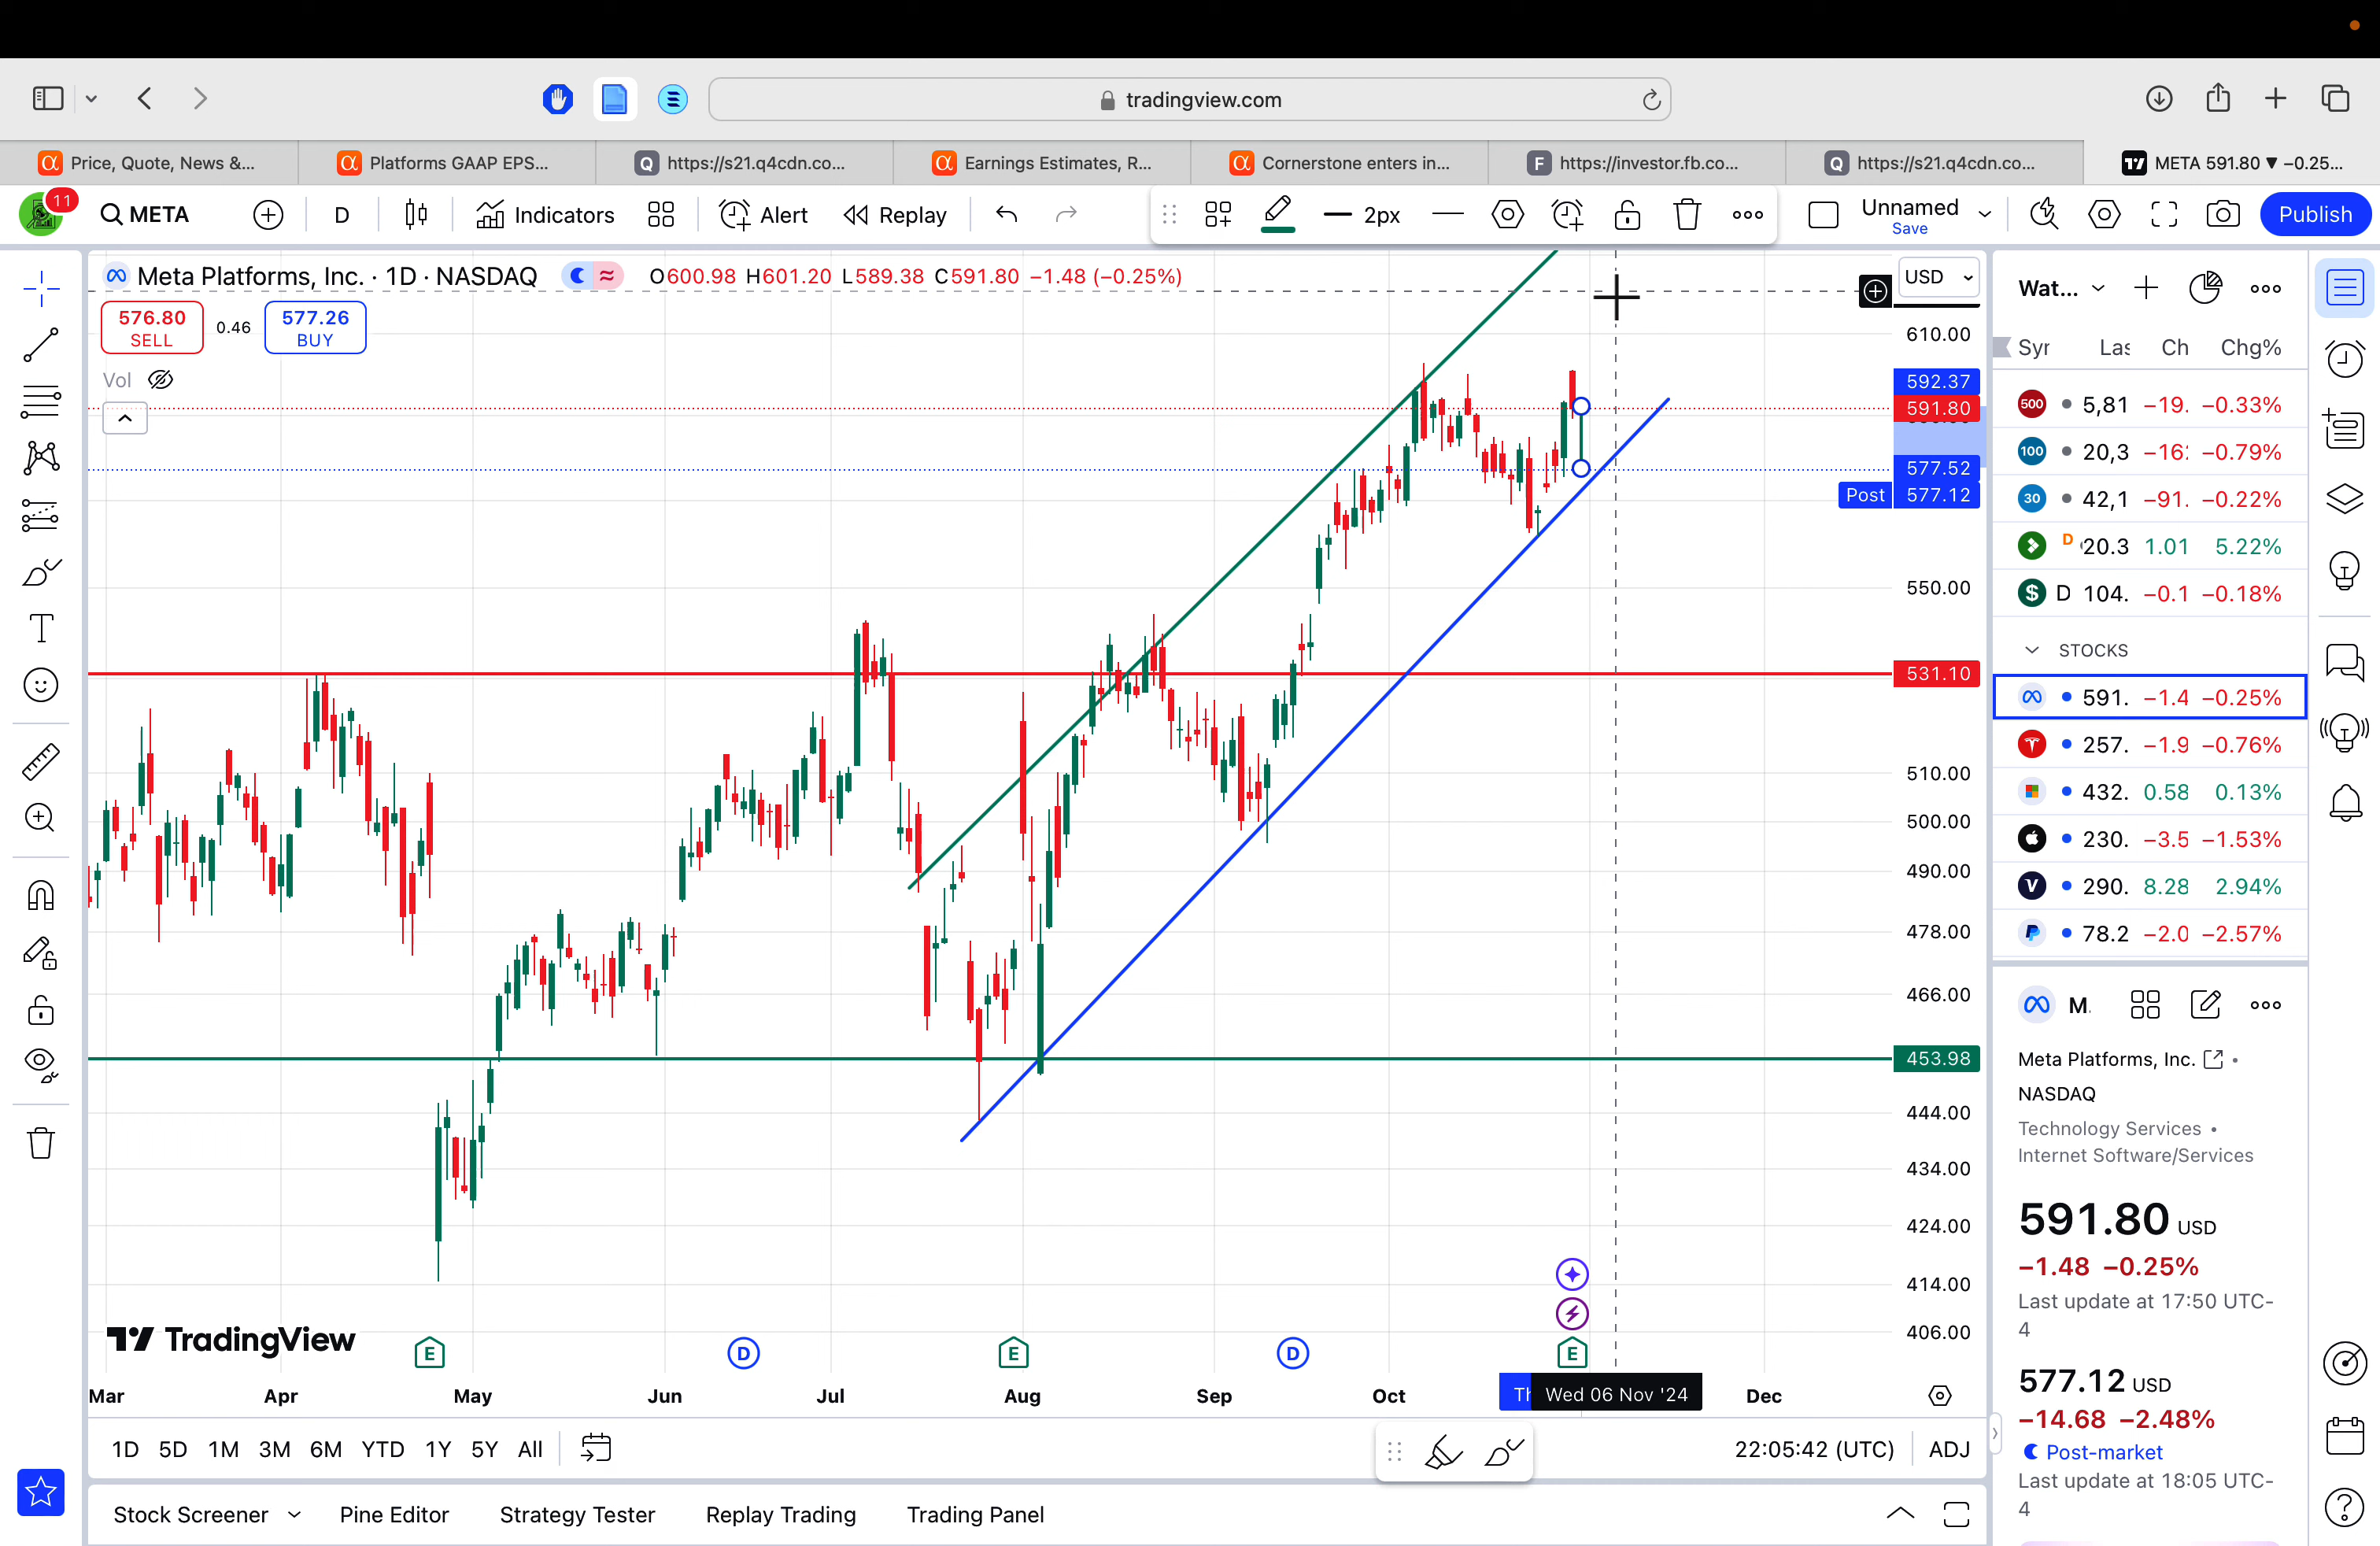 tradingview.com
Price, Quote, News &...
Platforms GAAP EPS...
https://s21.q4cdn.co...
Earnings Estimates, R...
Cornerstone enters in...
https://investor.fb.co...
https://s21.q4cdn.co...
META 591.80 ▼ −0.25...
11
META
D
Indicators
Alert
Replay
2px
Unnamed
Save
Publish
Meta Platforms, Inc. · 1D · NASDAQ
O600.98 H601.20 L589.38 C591.80 −1.48 (−0.25%)
USD
576.80
SELL
0.46
577.26
BUY
Vol
610.00
592.37
591.80
577.52
Post 577.12
550.00
531.10
510.00
500.00
490.00
478.00
466.00
453.98
444.00
434.00
424.00
414.00
406.00
TradingView
E
D
E
D
E
Mar
Apr
May
Jun
Jul
Aug
Sep
Oct
Th
Wed 06 Nov '24
Dec
1D 5D 1M 3M 6M YTD 1Y 5Y All
22:05:42 (UTC)
ADJ
Stock Screener
Pine Editor
Strategy Tester
Replay Trading
Trading Panel
Wat...
Syr Las Ch Chg%
500 5,81 −19. −0.33%
100 20,3 −16: −0.79%
30 42,1 −91. −0.22%
D 20.3 1.01 5.22%
$ D 104. −0.1 −0.18%
STOCKS
591. −1.4 −0.25%
257. −1.9 −0.76%
432. 0.58 0.13%
230. −3.5 −1.53%
V 290. 8.28 2.94%
78.2 −2.0 −2.57%
M.
Meta Platforms, Inc.
NASDAQ
Technology Services •
Internet Software/Services
591.80 USD
−1.48 −0.25%
Last update at 17:50 UTC-
4
577.12 USD
−14.68 −2.48%
Post-market
Last update at 18:05 UTC-
4